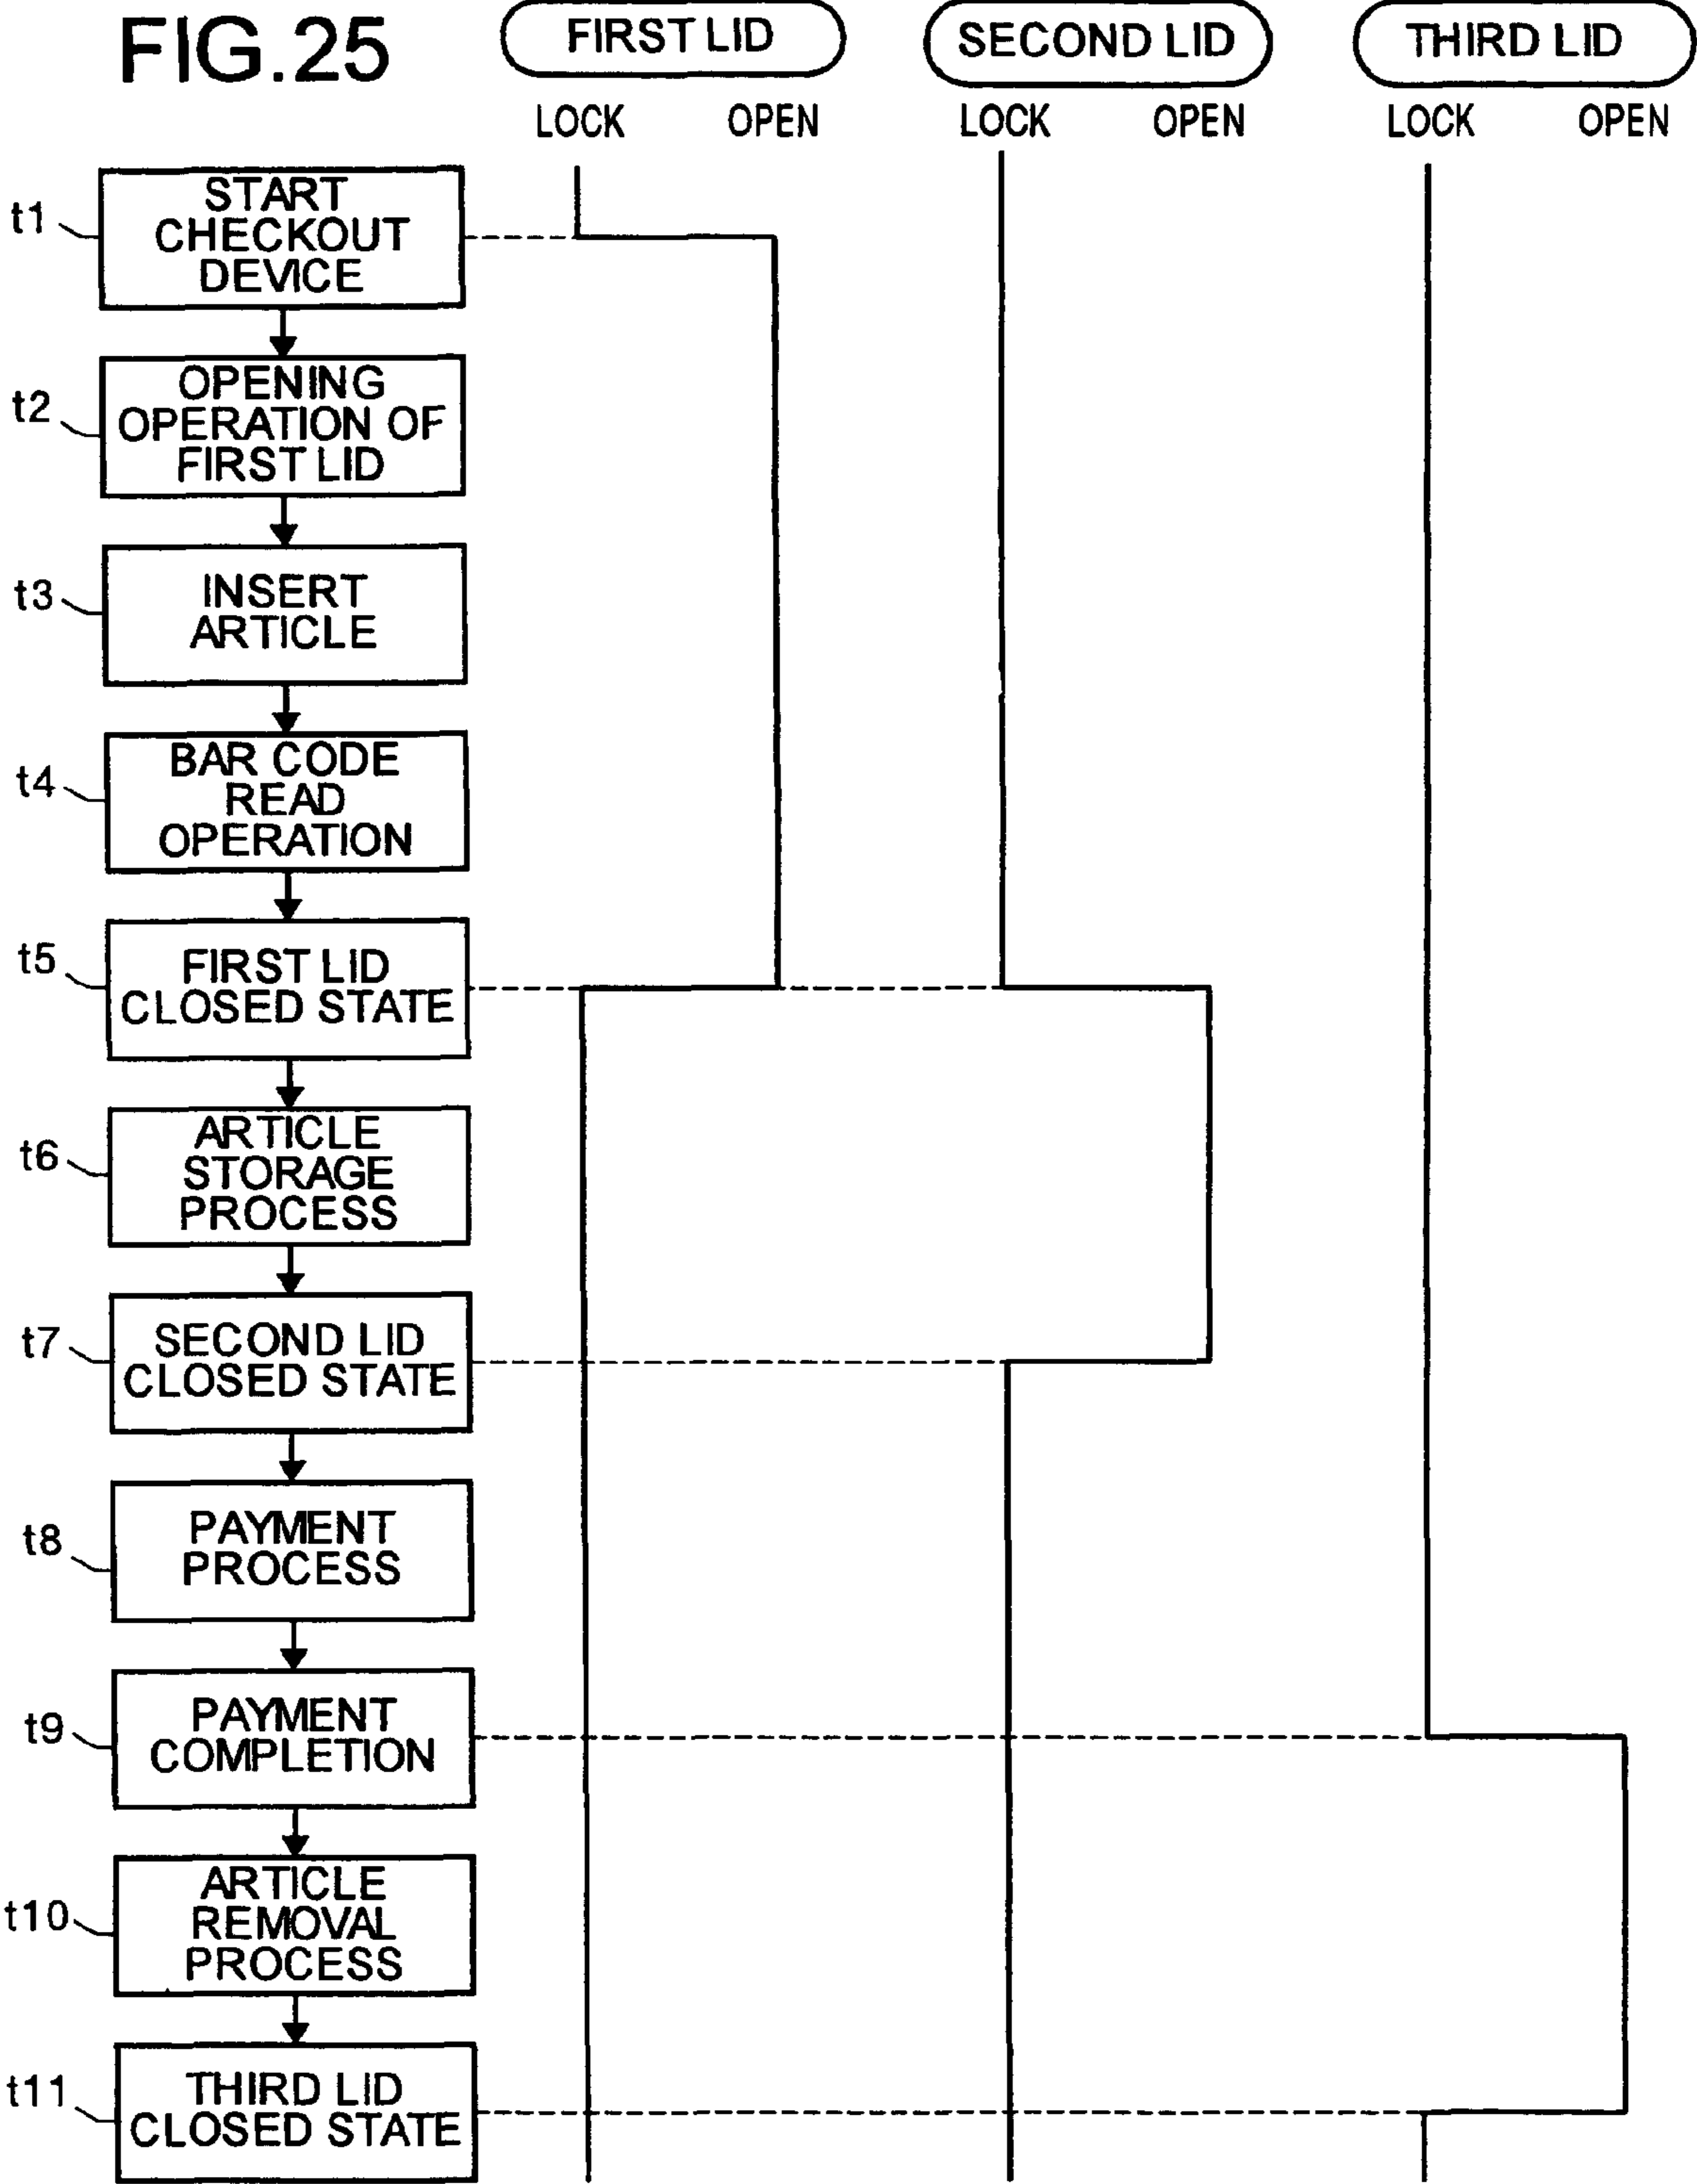 FIG.25
FIRST LID
SECOND LID
THIRD LID
LOCK OPEN
LOCK OPEN
LOCK OPEN
t1
START
CHECKOUT
DEVICE
t2
OPENING
OPERATION OF
FIRST LID
t3
INSERT
ARTICLE
t4
BAR CODE
READ
OPERATION
t5
FIRST LID
CLOSED STATE
t6
ARTICLE
STORAGE
PROCESS
t7
SECOND LID
CLOSED STATE
t8
PAYMENT
PROCESS
t9
PAYMENT
COMPLETION
t10
ARTICLE
REMOVAL
PROCESS
t11
THIRD LID
CLOSED STATE